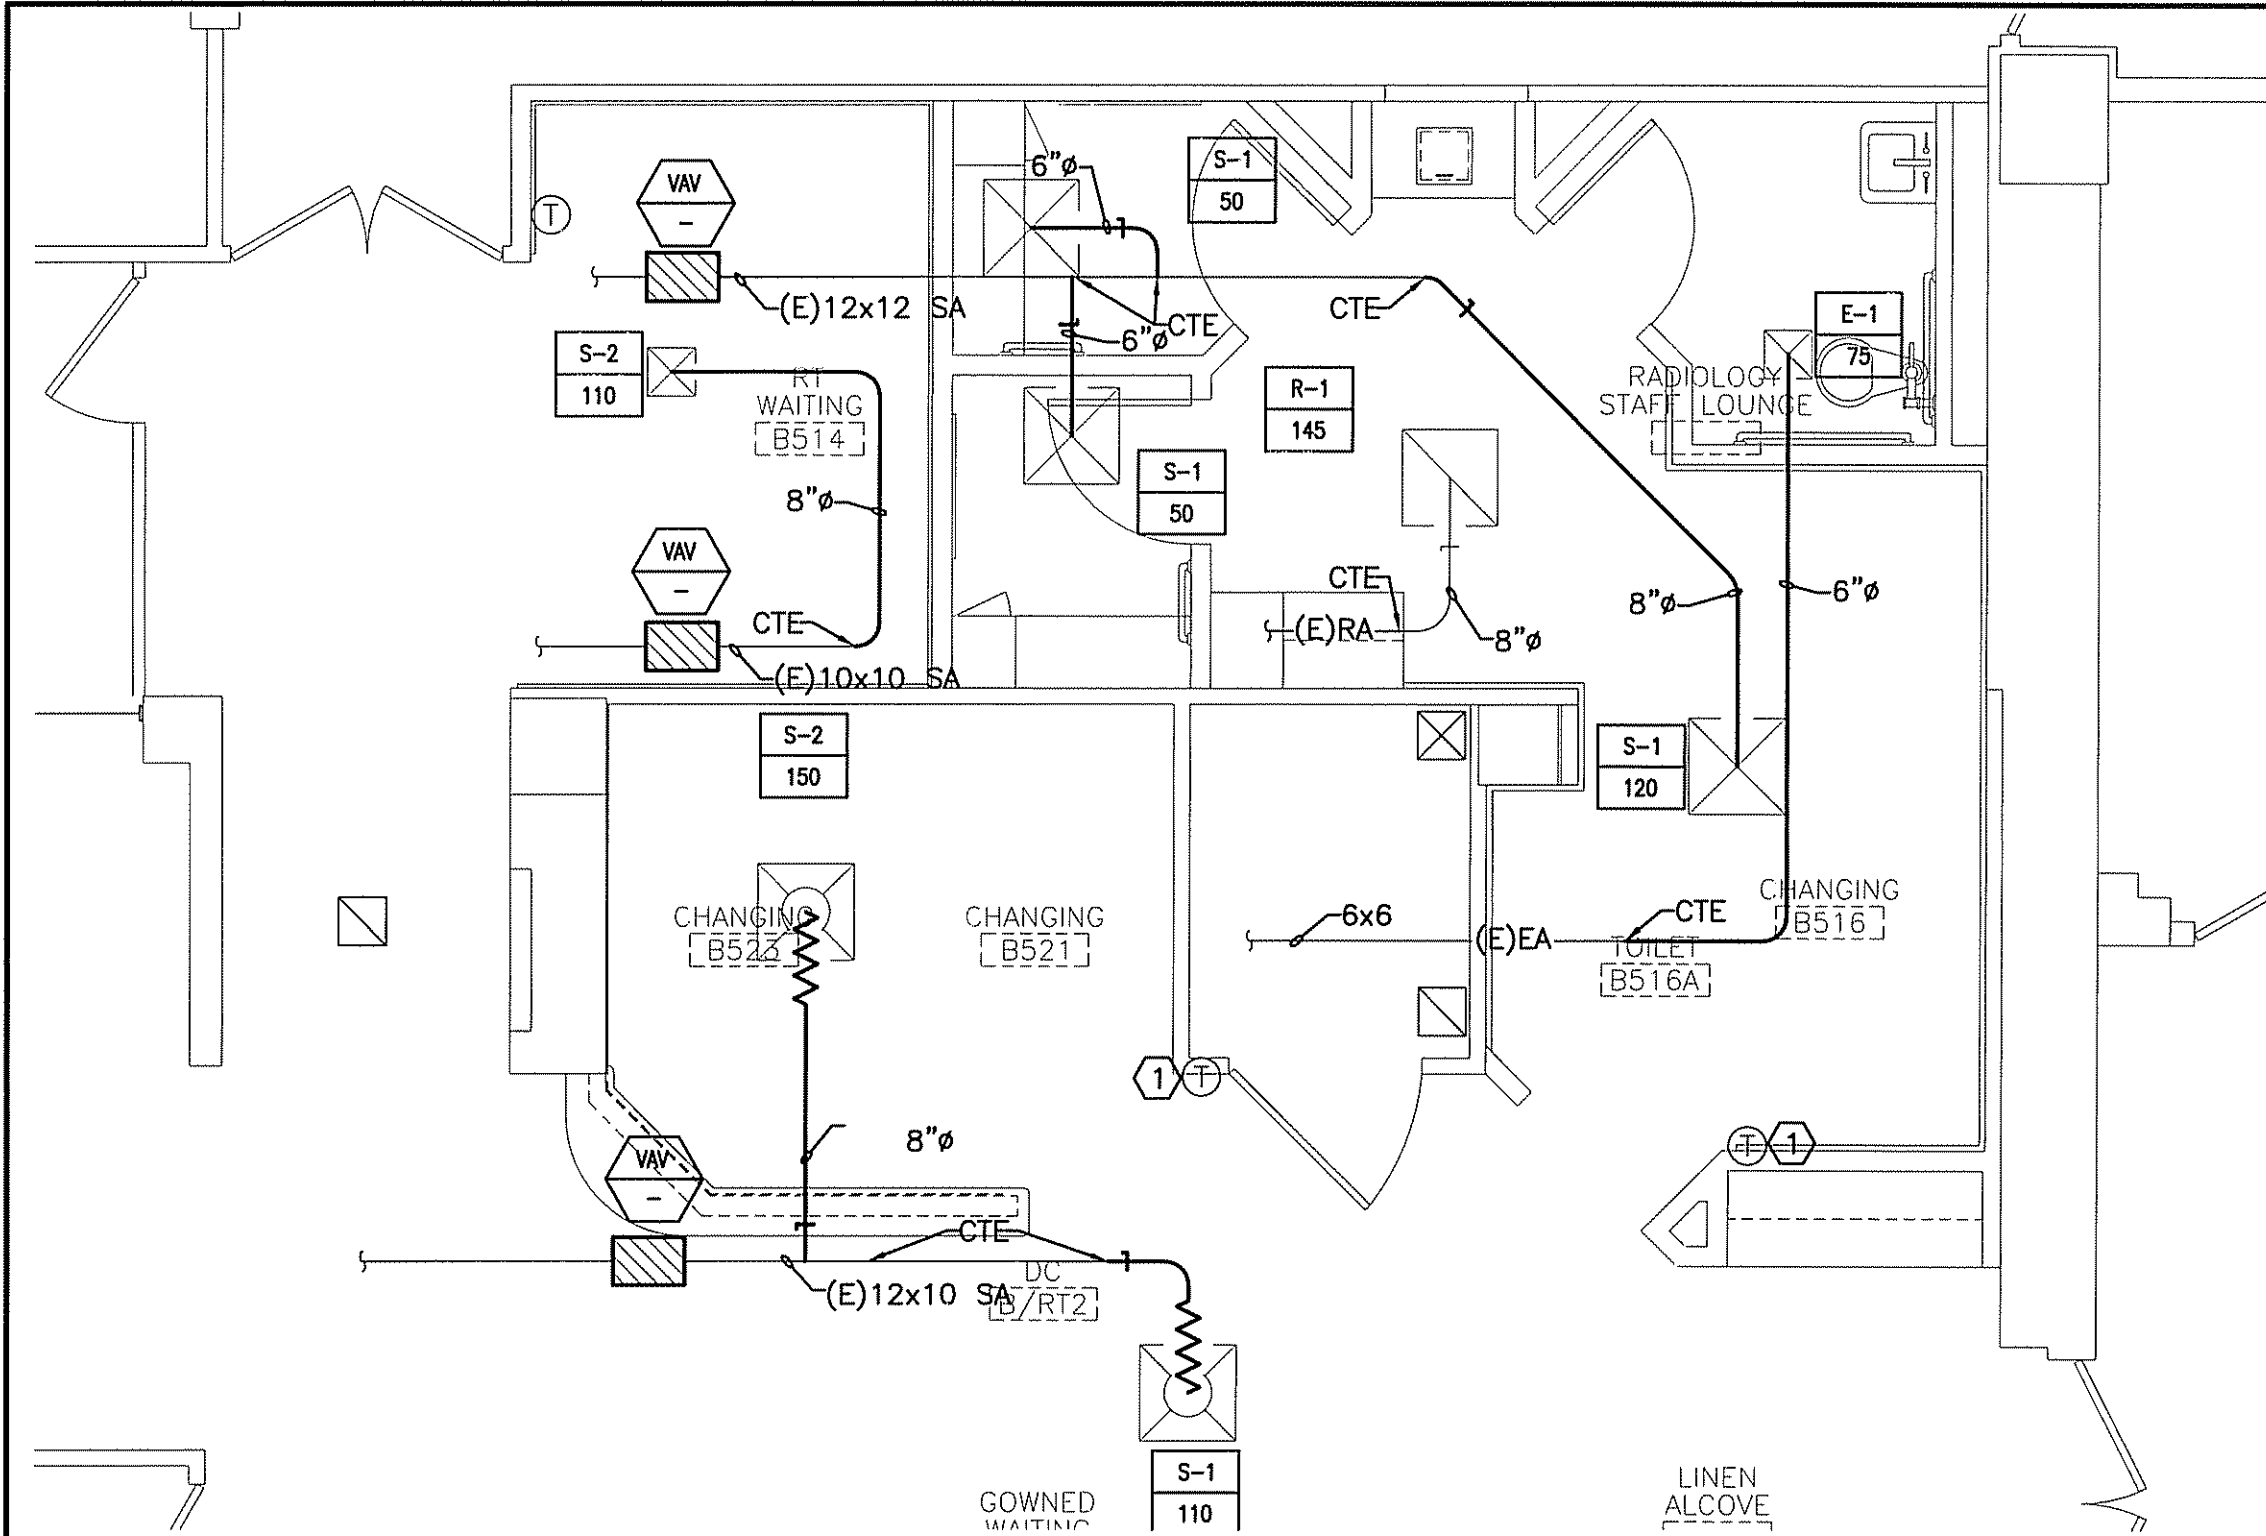 VAV
-
T
6"ø
S-1
50
(E)12x12 SA
CTE
6"ø
CTE
E-1
75
S-2
110
RT
WAITING
B514
R-1
145
RADIOLOGY
STAFF LOUNGE
S-1
50
8"ø
VAV
-
CTE
(E)10x10 SA
CTE
(E)RA
8"ø
8"ø
6"ø
S-2
150
S-1
120
CHANGING
B523
CHANGING
B521
6x6
(E)EA
CTE
CHANGING
B516
TOILET
B516A
1
T
T
1
8"ø
VAV
-
CTE
(E)12x10 SA
DC
B/RT2
S-1
110
GOWNED
WAITING
LINEN
ALCOVE